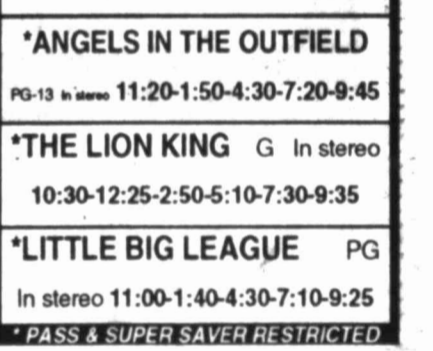 *ANGELS IN THE OUTFIELD
PG-13 In stereo 11:20-1:50-4:30-7:20-9:45
*THE LION KING G In stereo
10:30-12:25-2:50-5:10-7:30-9:35
*LITTLE BIG LEAGUE PG
In stereo 11:00-1:40-4:30-7:10-9:25
* PASS & SUPER SAVER RESTRICTED